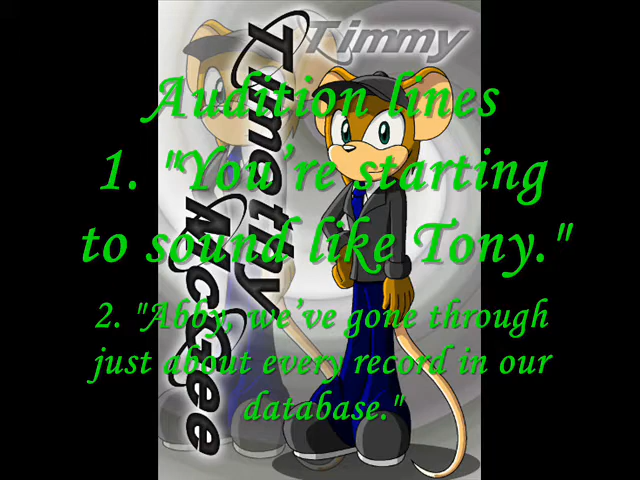 Timmy
Timothy McGee
Audition lines
1. "You're starting
to sound like Tony."
2. "Abby, we've gone through
just about every record in our
database."